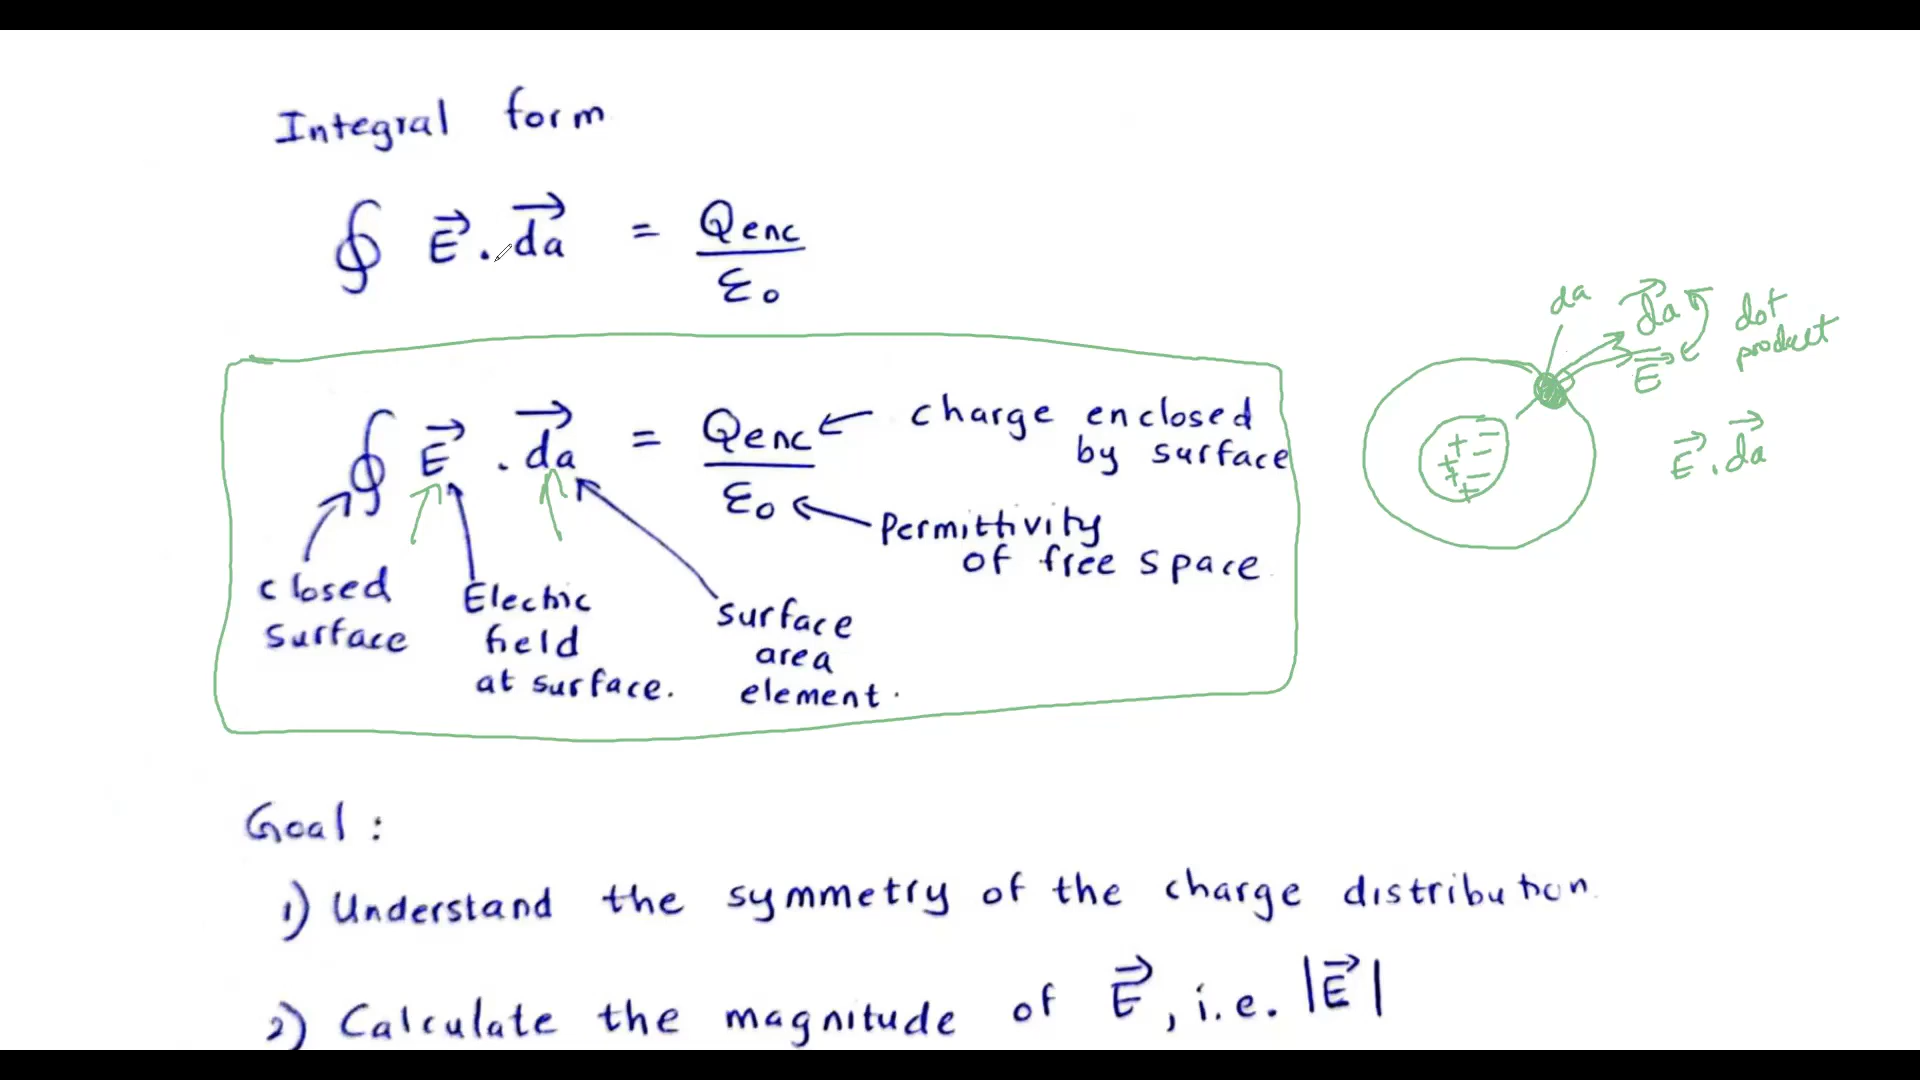 Integral form
∮ E⃗ . da⃗ = Qenc / ε0
∮ E⃗ . da⃗ = Qenc / ε0
charge enclosed
by surface
Permittivity
of free space
closed
surface
Electric
field
at surface.
surface
area
element.
da
da⃗
E⃗
dot
product
+ − + − + − +
E⃗ . da⃗
Goal:
1) Understand the symmetry of the charge distribution.
2) Calculate the magnitude of E⃗, i.e. |E⃗|